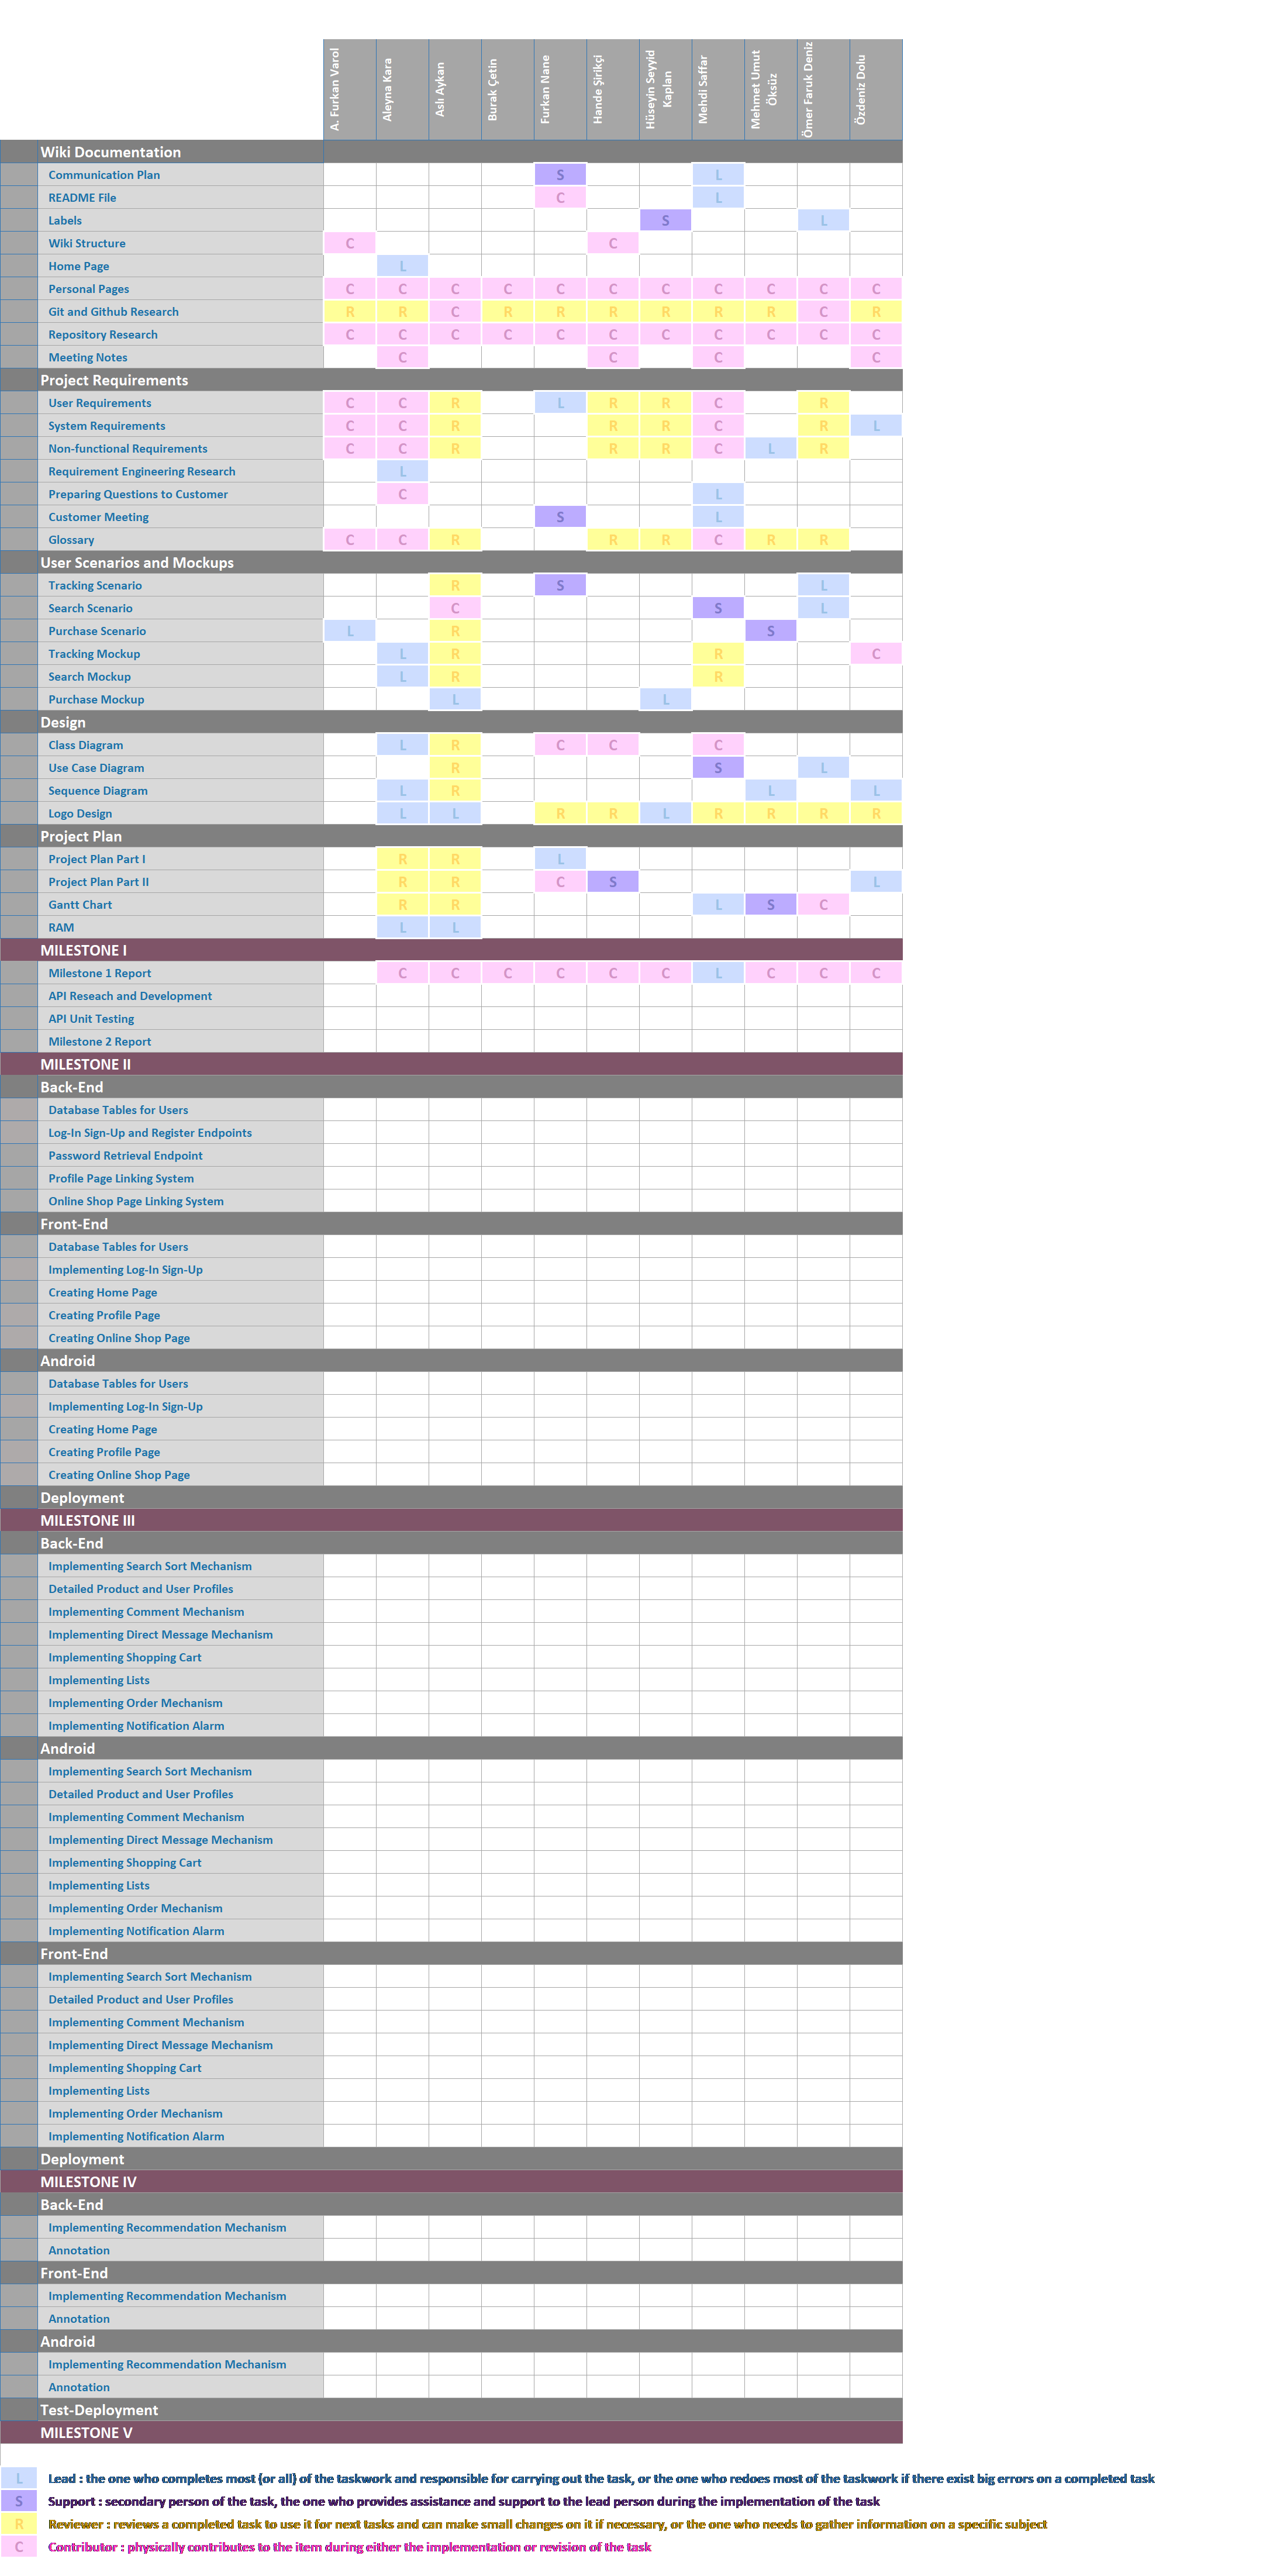 A. Furkan Varol
Aleyna Kara
Aslı Aykan
Burak Çetin
Furkan Nane
Hande Şirikçi
Hüseyin Seyyid
Kaplan
Mehdi Saffar
Mehmet Umut
Öksüz
Ömer Faruk Deniz
Özdeniz Dolu
Wiki Documentation
Communication Plan S L
README File C L
Labels S L
Wiki Structure C C
Home Page L
Personal Pages C C C C C C C C C C C
Git and Github Research R R C R R R R R R C R
Repository Research C C C C C C C C C C C
Meeting Notes C C C C
Project Requirements
User Requirements C C R L R R C R
System Requirements C C R R R C R L
Non-functional Requirements C C R R R C L R
Requirement Engineering Research L
Preparing Questions to Customer C L
Customer Meeting S L
Glossary C C R R R C R R
User Scenarios and Mockups
Tracking Scenario R S L
Search Scenario C S L
Purchase Scenario L R S
Tracking Mockup L R R C
Search Mockup L R R
Purchase Mockup L L
Design
Class Diagram L R C C C
Use Case Diagram R S L
Sequence Diagram L R L L
Logo Design L L R R L R R R R
Project Plan
Project Plan Part I R R L
Project Plan Part II R R C S L
Gantt Chart R R L S C
RAM L L
MILESTONE I
Milestone 1 Report C C C C C C L C C C
API Reseach and Development
API Unit Testing
Milestone 2 Report
MILESTONE II
Back-End
Database Tables for Users
Log-In Sign-Up and Register Endpoints
Password Retrieval Endpoint
Profile Page Linking System
Online Shop Page Linking System
Front-End
Database Tables for Users
Implementing Log-In Sign-Up
Creating Home Page
Creating Profile Page
Creating Online Shop Page
Android
Database Tables for Users
Implementing Log-In Sign-Up
Creating Home Page
Creating Profile Page
Creating Online Shop Page
Deployment
MILESTONE III
Back-End
Implementing Search Sort Mechanism
Detailed Product and User Profiles
Implementing Comment Mechanism
Implementing Direct Message Mechanism
Implementing Shopping Cart
Implementing Lists
Implementing Order Mechanism
Implementing Notification Alarm
Android
Implementing Search Sort Mechanism
Detailed Product and User Profiles
Implementing Comment Mechanism
Implementing Direct Message Mechanism
Implementing Shopping Cart
Implementing Lists
Implementing Order Mechanism
Implementing Notification Alarm
Front-End
Implementing Search Sort Mechanism
Detailed Product and User Profiles
Implementing Comment Mechanism
Implementing Direct Message Mechanism
Implementing Shopping Cart
Implementing Lists
Implementing Order Mechanism
Implementing Notification Alarm
Deployment
MILESTONE IV
Back-End
Implementing Recommendation Mechanism
Annotation
Front-End
Implementing Recommendation Mechanism
Annotation
Android
Implementing Recommendation Mechanism
Annotation
Test-Deployment
MILESTONE V
L Lead : the one who completes most (or all) of the taskwork and responsible for carrying out the task, or the one who redoes most of the taskwork if there exist big errors on a completed task
S Support : secondary person of the task, the one who provides assistance and support to the lead person during the implementation of the task
R Reviewer : reviews a completed task to use it for next tasks and can make small changes on it if necessary, or the one who needs to gather information on a specific subject
C Contributor : physically contributes to the item during either the implementation or revision of the task